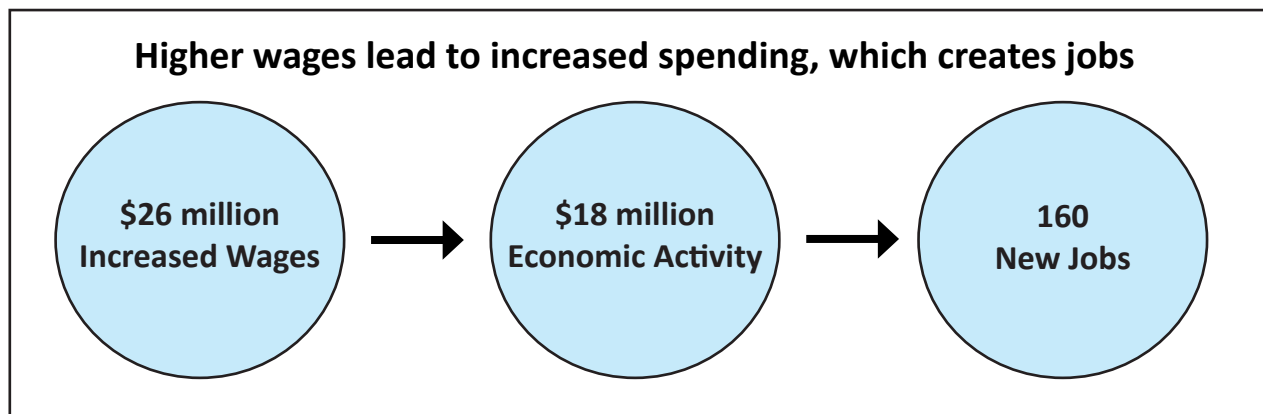 Higher wages lead to increased spending, which creates jobs
$26 million
Increased Wages
$18 million
Economic Activity
160
New Jobs